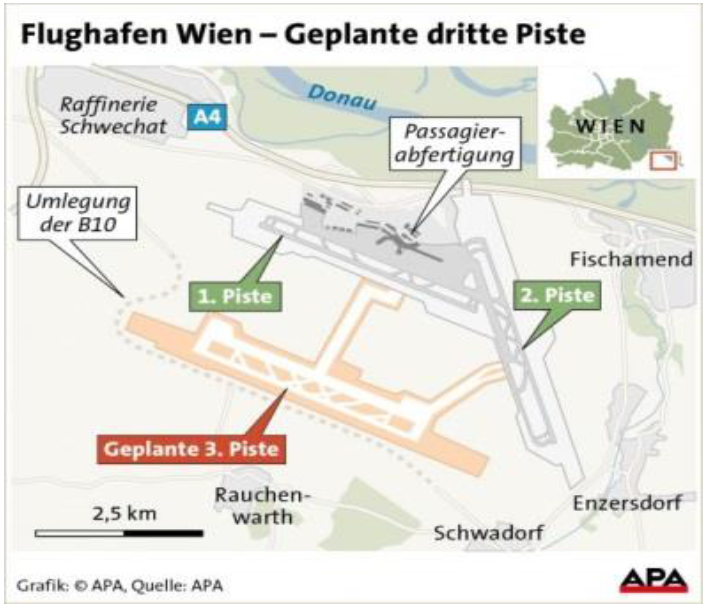 Flughafen Wien – Geplante dritte Piste
Raffinerie
Schwechat
A4
Donau
WIEN
Passagier-
abfertigung
Umlegung
der B10
Fischamend
1. Piste
2. Piste
Geplante 3. Piste
Rauchen-
warth
Enzersdorf
2,5 km
Schwadorf
Grafik: © APA, Quelle: APA
APA